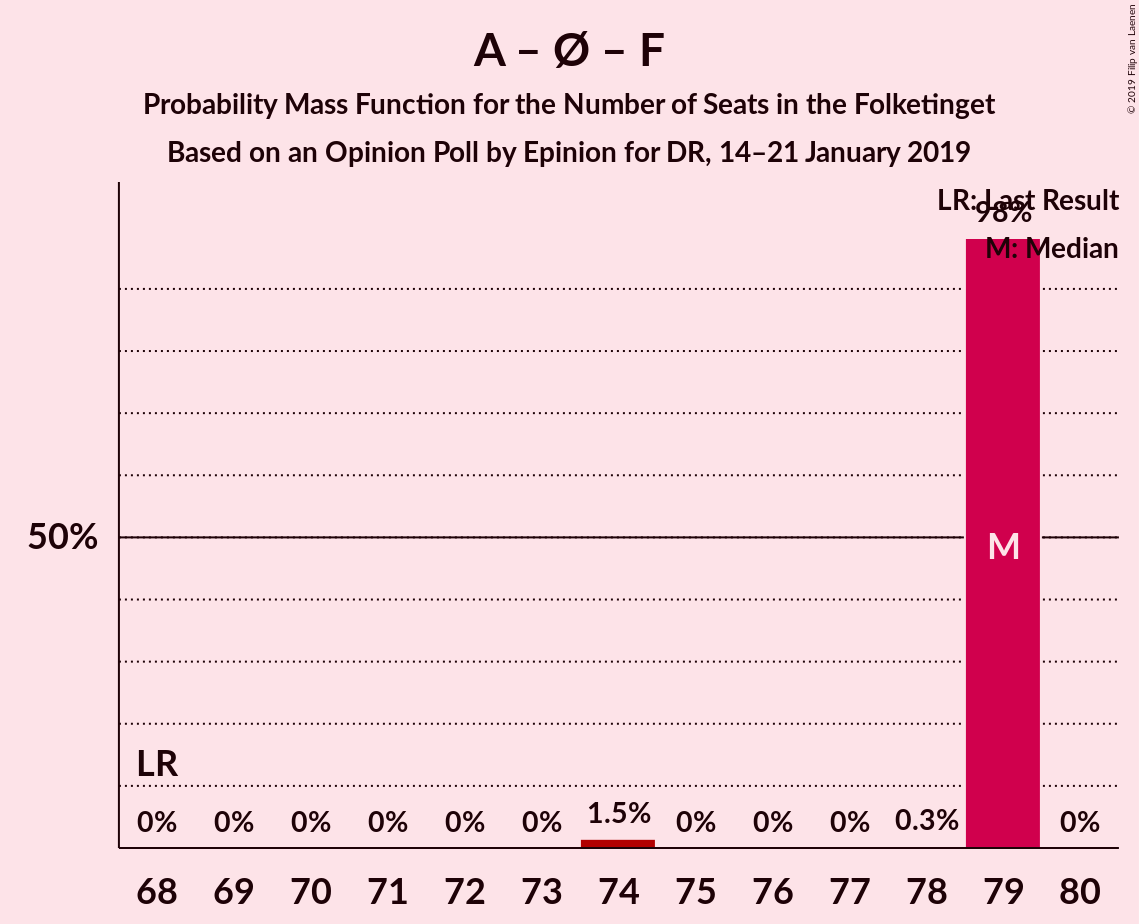 A – Ø – F
Probability Mass Function for the Number of Seats in the Folketinget
Based on an Opinion Poll by Epinion for DR, 14–21 January 2019
© 2019 Filip van Laenen
LR: Last Result
98%
M: Median
50%
M
LR
0% 0% 0% 0% 0% 0% 1.5% 0% 0% 0% 0.3% 0%
68 69 70 71 72 73 74 75 76 77 78 79 80